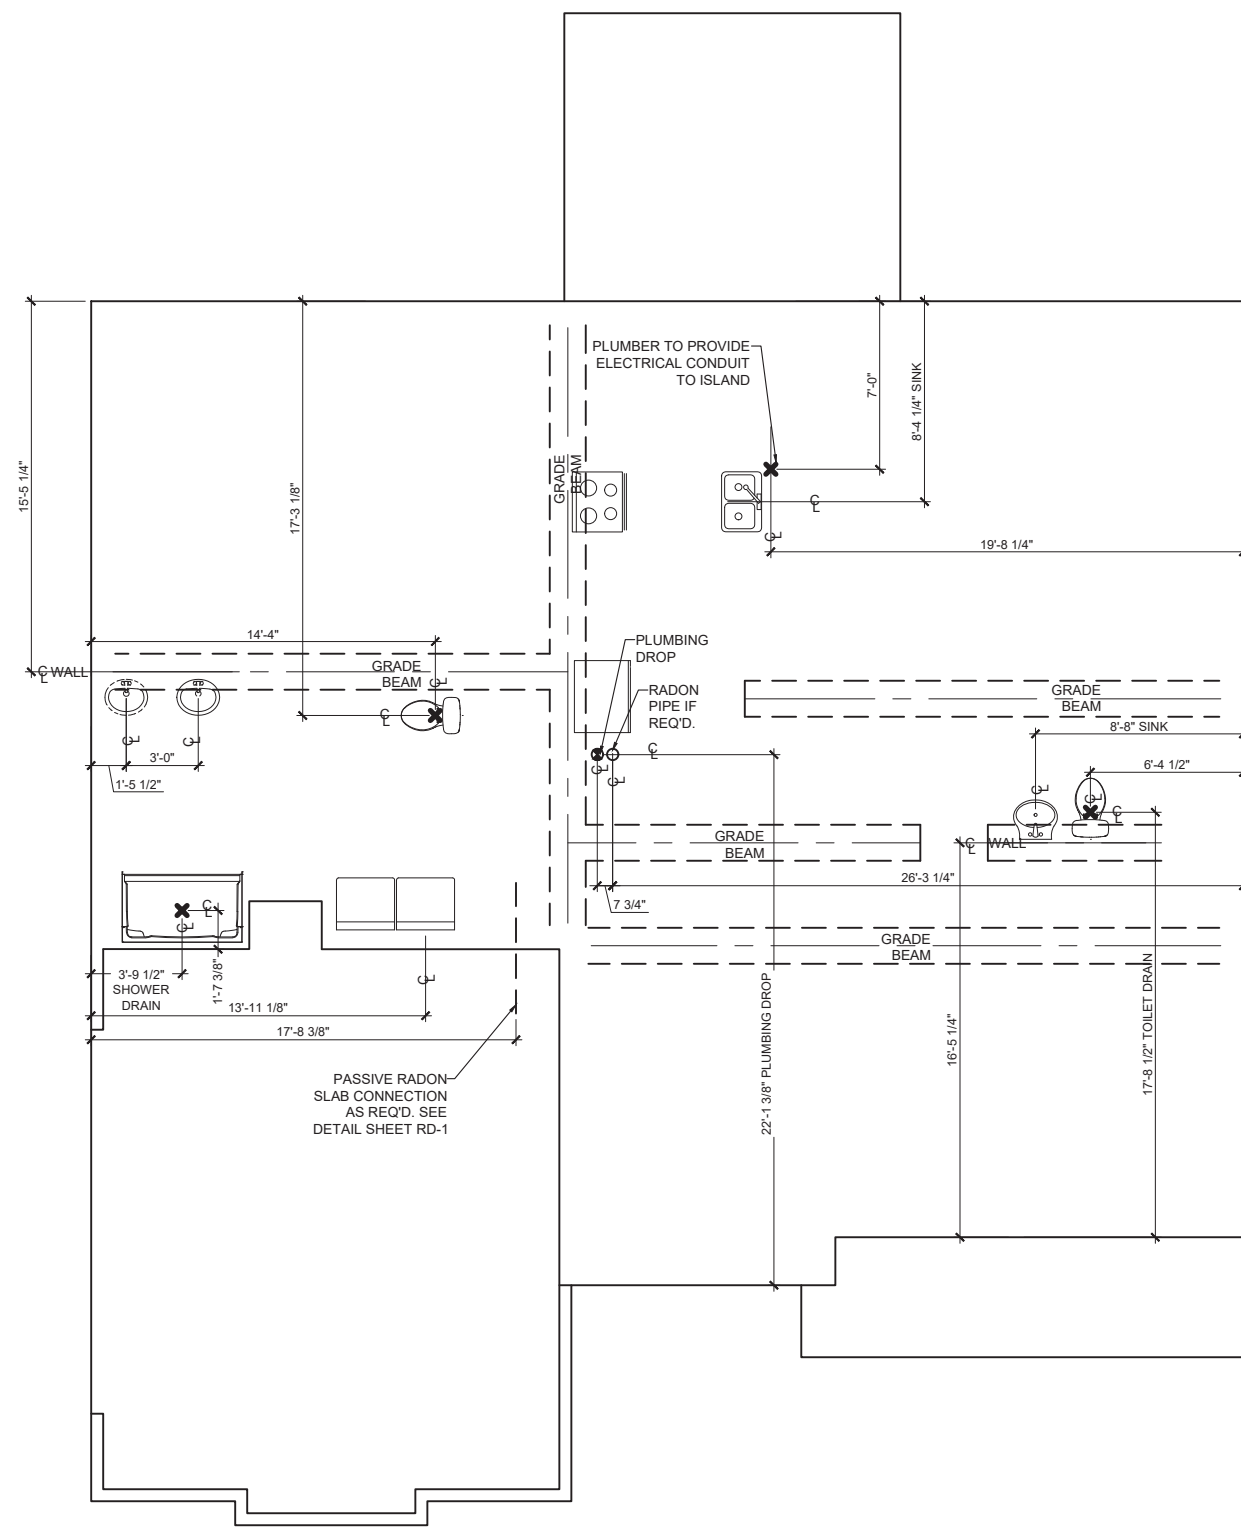 PLUMBER TO PROVIDE
ELECTRICAL CONDUIT
TO ISLAND
7'-0"
8'-4 1/4" SINK
GRADE
BEAM
15'-5 1/4"
17'-3 1/8"
CL
CL
19'-8 1/4"
14'-4"
PLUMBING
DROP
CL WALL
GRADE
BEAM
CL
RADON
PIPE IF
REQ'D.
GRADE
BEAM
CL
8'-8" SINK
CL
CL
CL
3'-0"
1'-5 1/2"
CL
CL
CL
6'-4 1/2"
CL
CL
CL
GRADE
BEAM
CL WALL
26'-3 1/4"
7 3/4"
CL
CL
GRADE
BEAM
3'-9 1/2"
SHOWER
DRAIN
1'-7 3/8"
CL
13'-11 1/8"
17'-8 3/8"
22'-1 3/8" PLUMBING DROP
16'-5 1/4"
17'-8 1/2" TOILET DRAIN
PASSIVE RADON
SLAB CONNECTION
AS REQ'D. SEE
DETAIL SHEET RD-1